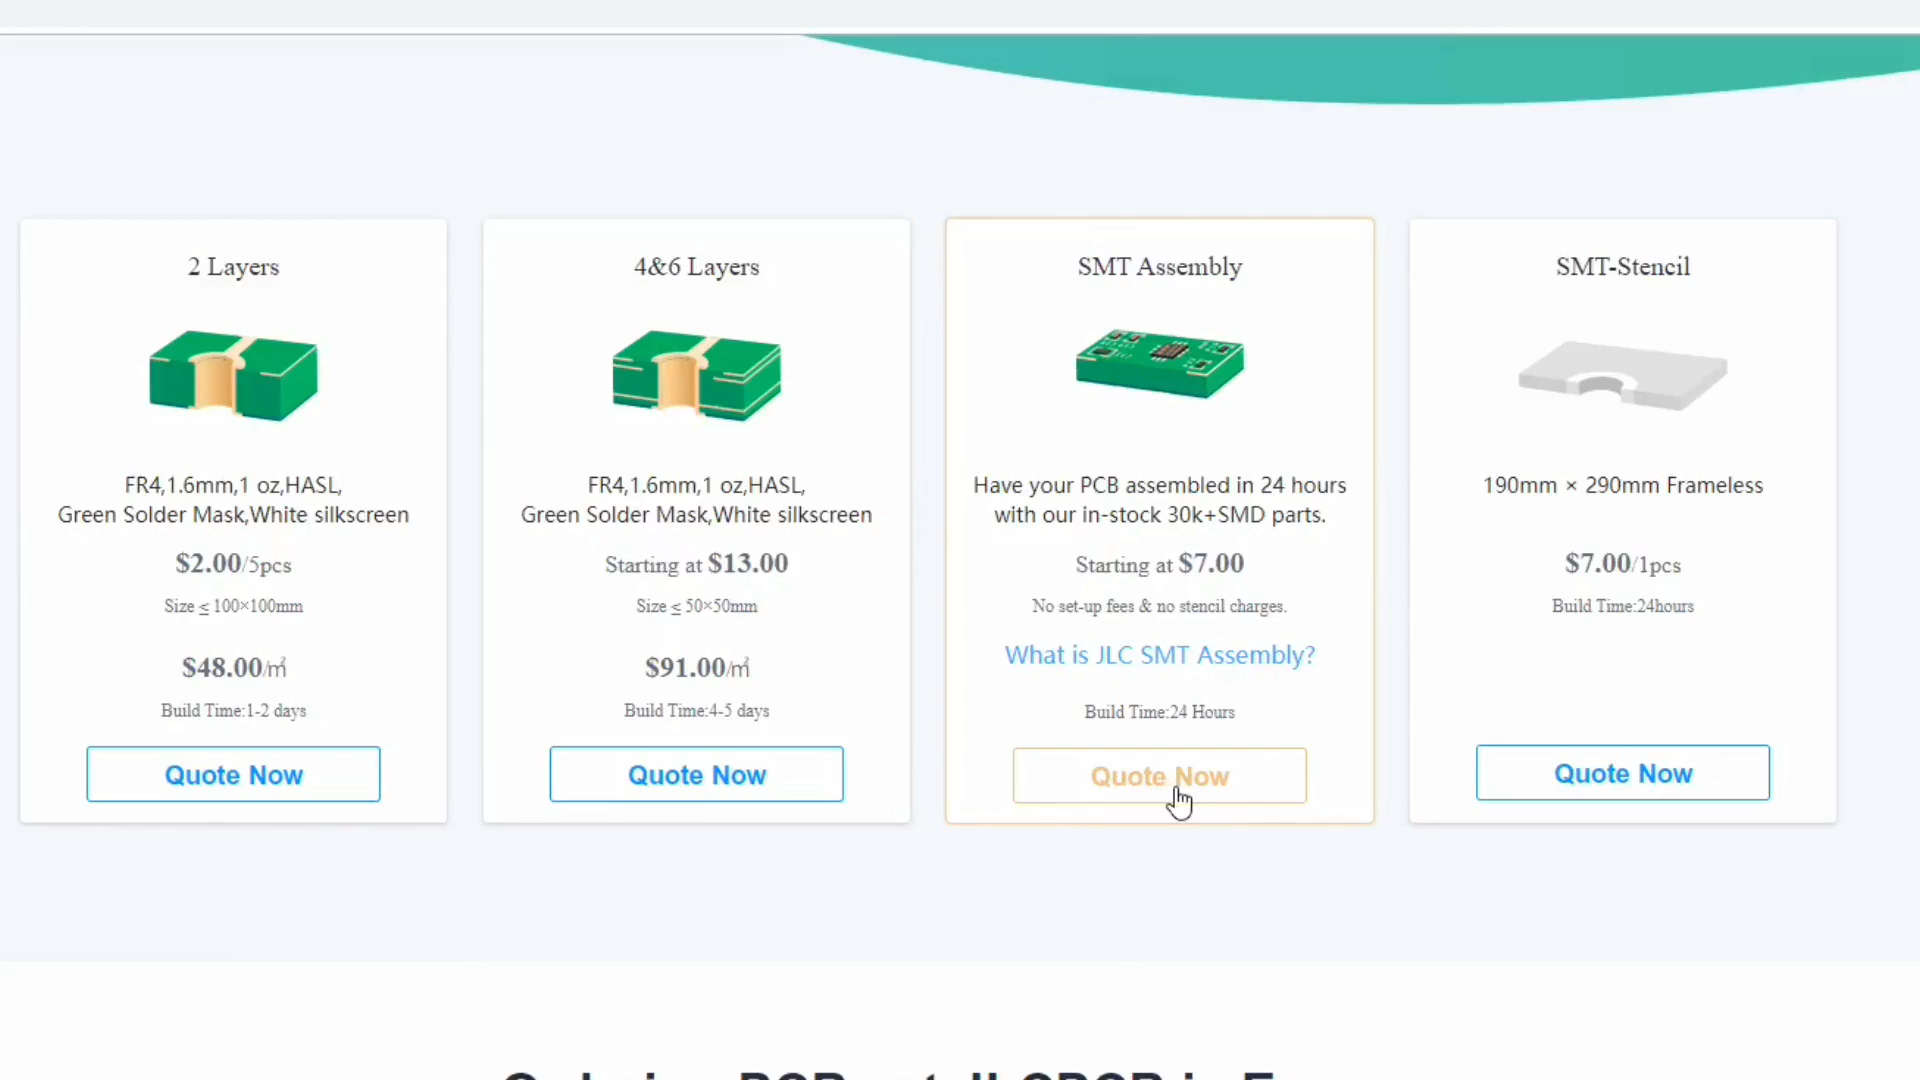 2 Layers
FR4,1.6mm,1 oz,HASL,
Green Solder Mask,White silkscreen
$2.00/5pcs
Size ≤ 100×100mm
$48.00/㎡
Build Time:1-2 days
Quote Now
4&6 Layers
FR4,1.6mm,1 oz,HASL,
Green Solder Mask,White silkscreen
Starting at $13.00
Size ≤ 50×50mm
$91.00/㎡
Build Time:4-5 days
Quote Now
SMT Assembly
Have your PCB assembled in 24 hours
with our in-stock 30k+SMD parts.
Starting at $7.00
No set-up fees & no stencil charges.
What is JLC SMT Assembly?
Build Time:24 Hours
Quote Now
SMT-Stencil
190mm × 290mm Frameless
$7.00/1pcs
Build Time:24hours
Quote Now